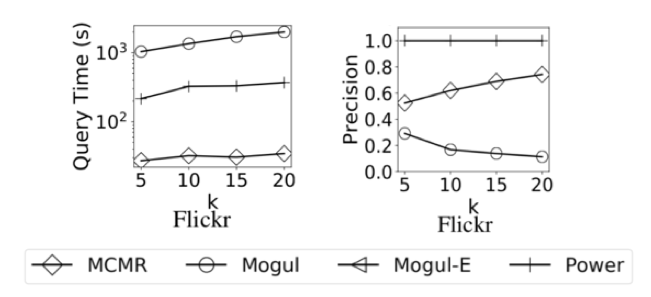 Query Time (s)
10³
10²
5 10 15 20
k
Flickr
Precision
1.0
0.8
0.6
0.4
0.2
0.0
5 10 15 20
k
Flickr
MCMR Mogul Mogul-E Power